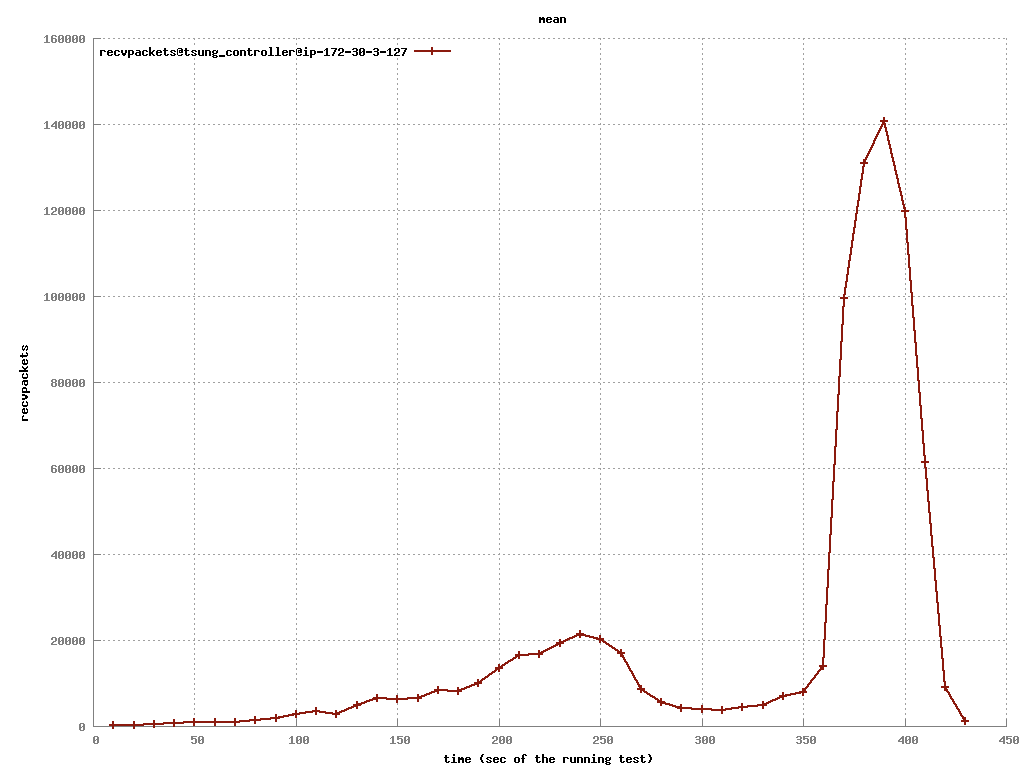 mean
160000
recvpackets@tsung_controller@ip-172-30-3-127
140000
120000
100000
80000
60000
40000
20000
0
recvpackets
0 50 100 150 200 250 300 350 400 450
time (sec of the running test)